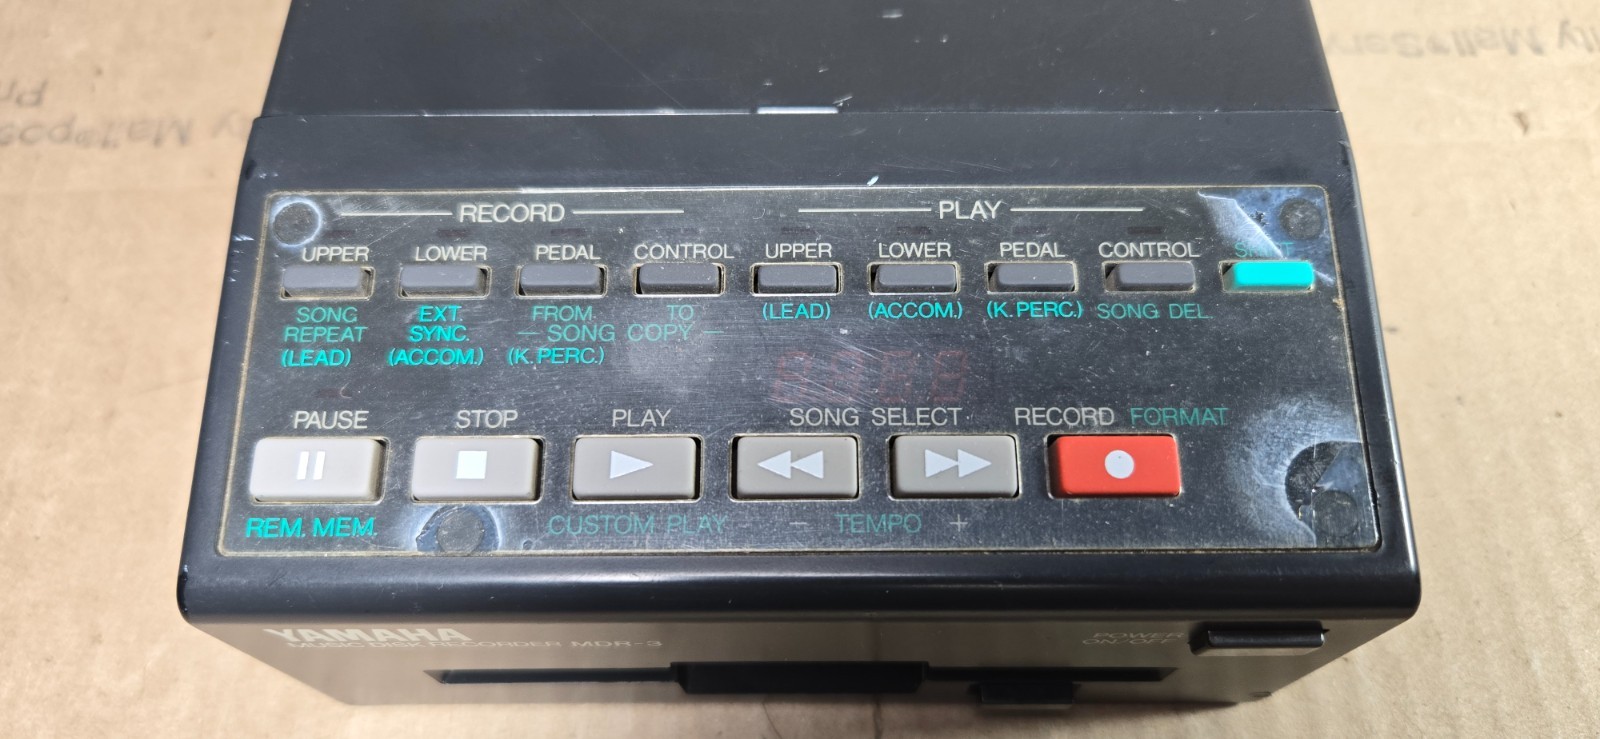 RECORD PLAY
UPPER LOWER PEDAL CONTROL UPPER LOWER PEDAL CONTROL
SONG REPEAT (LEAD)
EXT. SYNC. (ACCOM.)
FROM TO
— SONG COPY —
(K.PERC.)
(LEAD) (ACCOM.) (K.PERC.) SONG DEL.
PAUSE STOP PLAY SONG SELECT RECORD FORMAT
REM. MEM. CUSTOM PLAY − TEMPO +
YAMAHA
MUSIC DISK RECORDER MDR-3
POWER
ON/OFF